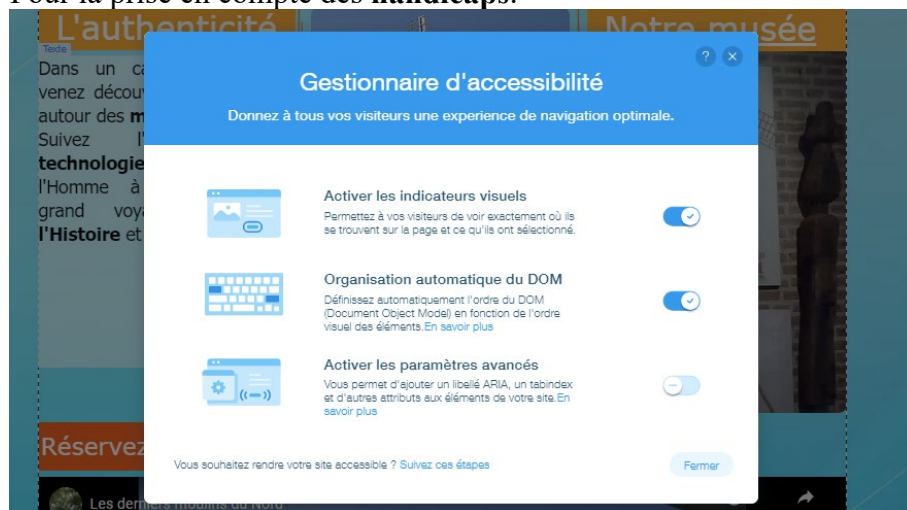 Pour la prise en compte des handicaps.
L'authenticité
Notre musée
Texte
Dans un
venez
autour des
Suivez
technologie
l'Homme à
grand
l'Histoire et
? ×
Gestionnaire d'accessibilité
Donnez à tous vos visiteurs une experience de navigation optimale.
Activer les indicateurs visuels
Permettez à vos visiteurs de voir exactement où ils
se trouvent sur la page et ce qu'ils ont sélectionné.
Organisation automatique du DOM
Définissez automatiquement l'ordre du DOM
(Document Object Model) en fonction de l'ordre
visuel des éléments.En savoir plus
Activer les paramètres avancés
Vous permet d'ajouter un libellé ARIA, un tabindex
et d'autres attributs aux éléments de votre site.En
savoir plus
Vous souhaitez rendre votre site accessible ? Suivez ces étapes
Fermer
Réservez
Les derniers moulins du Nord